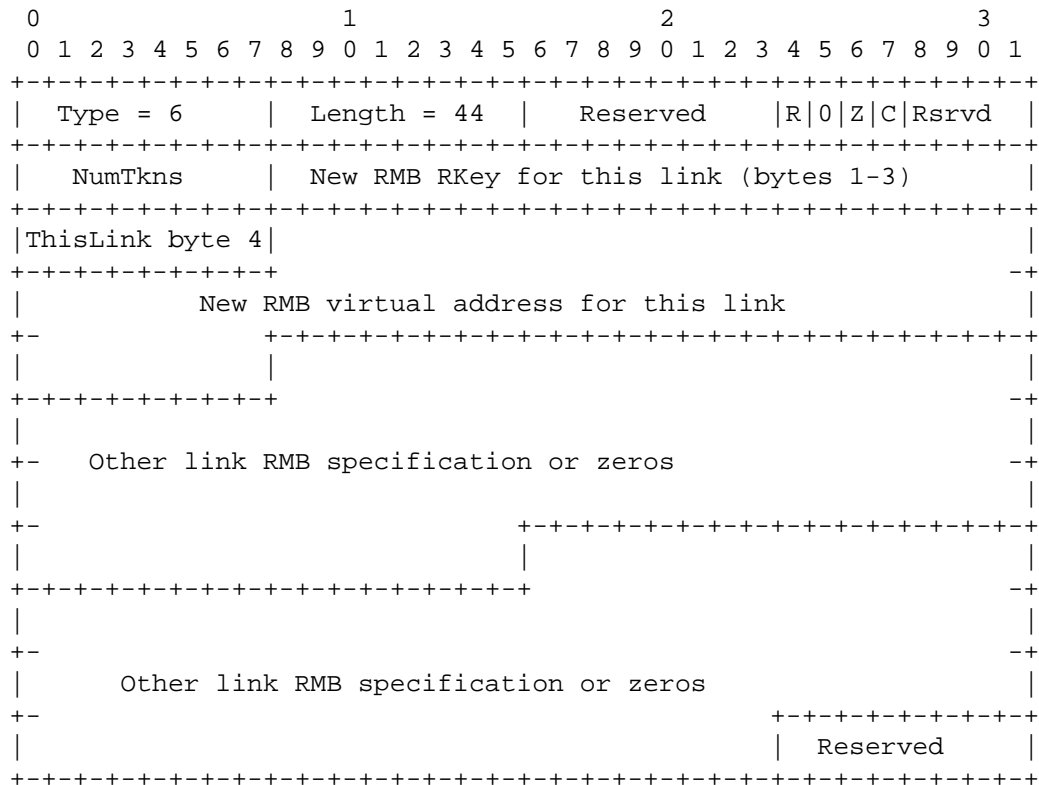 0                   1                   2                   3
 0 1 2 3 4 5 6 7 8 9 0 1 2 3 4 5 6 7 8 9 0 1 2 3 4 5 6 7 8 9 0 1
+-+-+-+-+-+-+-+-+-+-+-+-+-+-+-+-+-+-+-+-+-+-+-+-+-+-+-+-+-+-+-+-+
|  Type = 6     |  Length = 44  |   Reserved    |R|0|Z|C|Rsrvd  |
+-+-+-+-+-+-+-+-+-+-+-+-+-+-+-+-+-+-+-+-+-+-+-+-+-+-+-+-+-+-+-+-+
|   NumTkns     |  New RMB RKey for this link (bytes 1-3)       |
+-+-+-+-+-+-+-+-+-+-+-+-+-+-+-+-+-+-+-+-+-+-+-+-+-+-+-+-+-+-+-+-+
|ThisLink byte 4|                                               |
+-+-+-+-+-+-+-+-+                                              -+
|           New RMB virtual address for this link               |
+-              +-+-+-+-+-+-+-+-+-+-+-+-+-+-+-+-+-+-+-+-+-+-+-+-+
|               |                                               |
+-+-+-+-+-+-+-+-+                                              -+
|                                                               |
+-   Other link RMB specification or zeros                     -+
|                                                               |
+-                              +-+-+-+-+-+-+-+-+-+-+-+-+-+-+-+-+
|                               |                               |
+-+-+-+-+-+-+-+-+-+-+-+-+-+-+-+-+                              -+
|                                                               |
+-                                                             -+
|      Other link RMB specification or zeros                    |
+-                                              +-+-+-+-+-+-+-+-+
|                                               |  Reserved     |
+-+-+-+-+-+-+-+-+-+-+-+-+-+-+-+-+-+-+-+-+-+-+-+-+-+-+-+-+-+-+-+-+